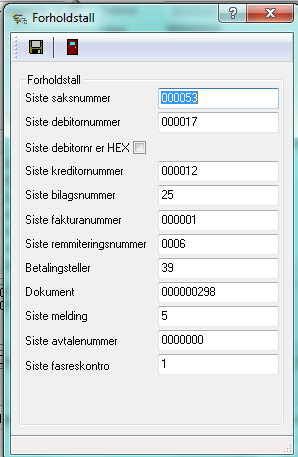 Forholdstall
Forholdstall
Siste saksnummer 000053
Siste debitornummer 000017
Siste debitornr er HEX
Siste kreditornummer 000012
Siste bilagsnummer 25
Siste fakturanummer 000001
Siste remmiteringsnummer 0006
Betalingsteller 39
Dokument 000000298
Siste melding 5
Siste avtalenummer 0000000
Siste fasreskontro 1